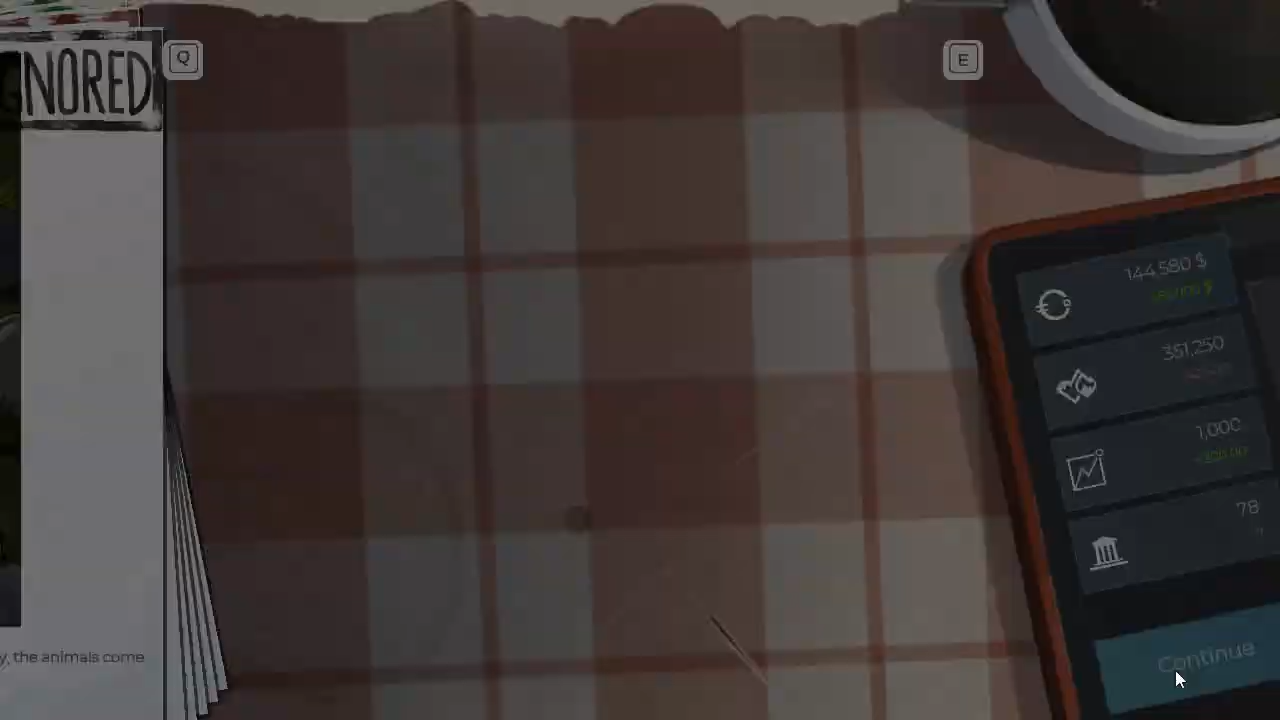 NORED
Q
E
144,580 $
351,250
1,000
78
y, the animals come
Continue